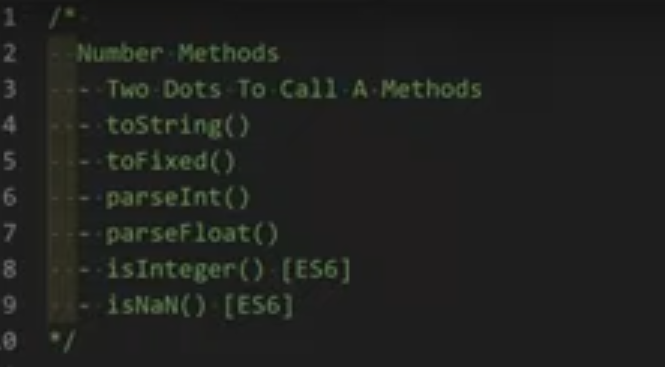 1 /*
2 Number Methods
3 - Two Dots To Call A Methods
4 - toString()
5 - toFixed()
6 - parseInt()
7 - parseFloat()
8 - isInteger() [ES6]
9 - isNaN() [ES6]
10 */